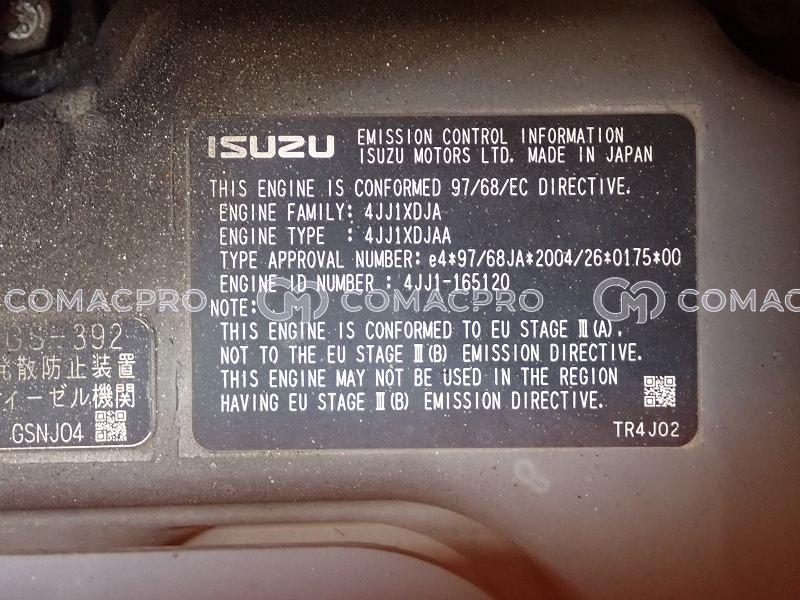 ISUZU
EMISSION CONTROL INFORMATION
ISUZU MOTORS LTD. MADE IN JAPAN
THIS ENGINE IS CONFORMED 97/68/EC DIRECTIVE.
ENGINE FAMILY: 4JJ1XDJA
ENGINE TYPE : 4JJ1XDJAA
TYPE APPROVAL NUMBER: e4*97/68JA*2004/26*0175*00
ENGINE ID NUMBER : 4JJ1-165120
NOTE:
THIS ENGINE IS CONFORMED TO EU STAGE Ⅲ(A),
NOT TO THE EU STAGE Ⅲ(B) EMISSION DIRECTIVE.
THIS ENGINE MAY NOT BE USED IN THE REGION
HAVING EU STAGE Ⅲ(B) EMISSION DIRECTIVE.
TR4J02
-392
散防止装置
ィーゼル機関
GSNJ04
COMACPRO COMACPRO COMACPRO